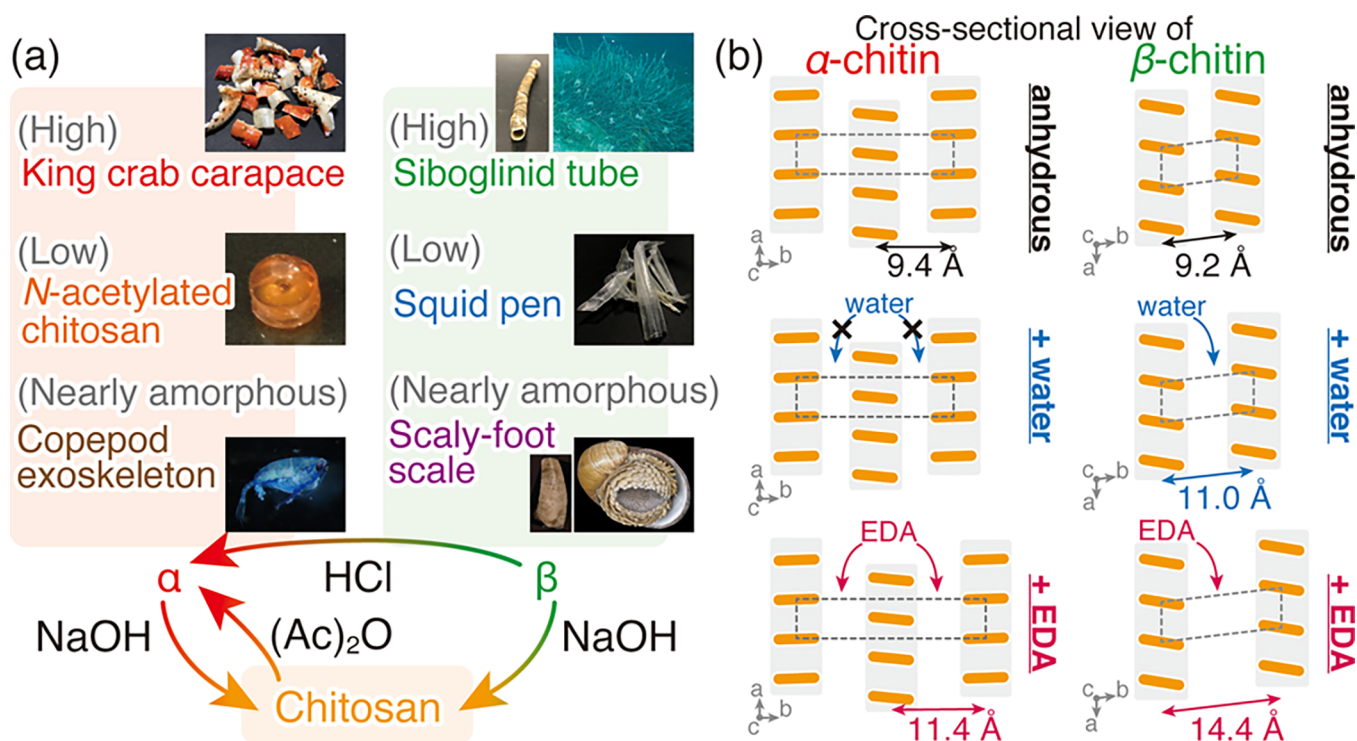 (a)
(High)
King crab carapace
(Low)
N-acetylated
chitosan
(Nearly amorphous)
Copepod
exoskeleton
(High)
Siboglinid tube
(Low)
Squid pen
(Nearly amorphous)
Scaly-foot
scale
α
HCl
β
NaOH
(Ac)₂O
NaOH
Chitosan
(b)
Cross-sectional view of
α-chitin
β-chitin
a
c
b
9.4 Å
anhydrous
c
b
a
9.2 Å
anhydrous
water
a
c
b
+ water
water
c
b
a
11.0 Å
+ water
EDA
a
c
b
11.4 Å
+ EDA
EDA
c
b
a
14.4 Å
+ EDA